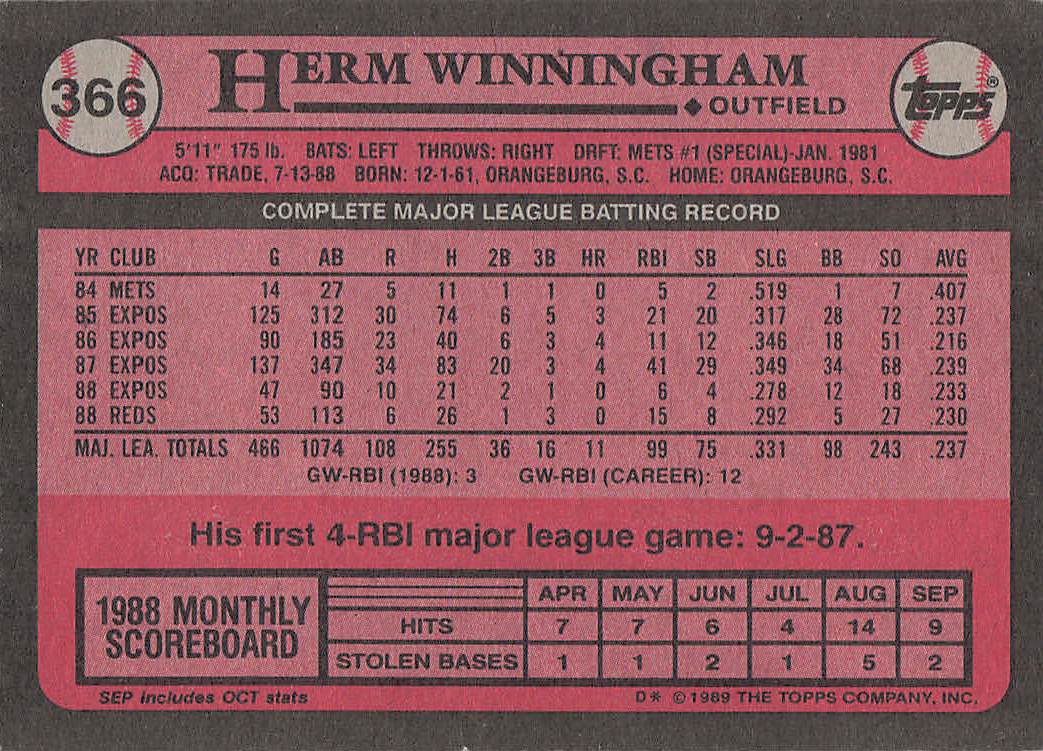 366
HERM WINNINGHAM
◆OUTFIELD
topps®
5'11" 175 lb. BATS: LEFT THROWS: RIGHT DRFT: METS #1 (SPECIAL)-JAN. 1981
ACQ: TRADE, 7-13-88 BORN: 12-1-61, ORANGEBURG, S.C. HOME: ORANGEBURG, S.C.
COMPLETE MAJOR LEAGUE BATTING RECORD
YR CLUB G AB R H 2B 3B HR RBI SB SLG BB SO AVG
84 METS 14 27 5 11 1 1 0 5 2 .519 1 7 .407
85 EXPOS 125 312 30 74 6 5 3 21 20 .317 28 72 .237
86 EXPOS 90 185 23 40 6 3 4 11 12 .346 18 51 .216
87 EXPOS 137 347 34 83 20 3 4 41 29 .349 34 68 .239
88 EXPOS 47 90 10 21 2 1 0 6 4 .278 12 18 .233
88 REDS 53 113 6 26 1 3 0 15 8 .292 5 27 .230
MAJ. LEA. TOTALS 466 1074 108 255 36 16 11 99 75 .331 98 243 .237
GW-RBI (1988): 3 GW-RBI (CAREER): 12
His first 4-RBI major league game: 9-2-87.
1988 MONTHLY
SCOREBOARD
APR MAY JUN JUL AUG SEP
HITS 7 7 6 4 14 9
STOLEN BASES 1 1 2 1 5 2
SEP includes OCT stats
D* © 1989 THE TOPPS COMPANY, INC.